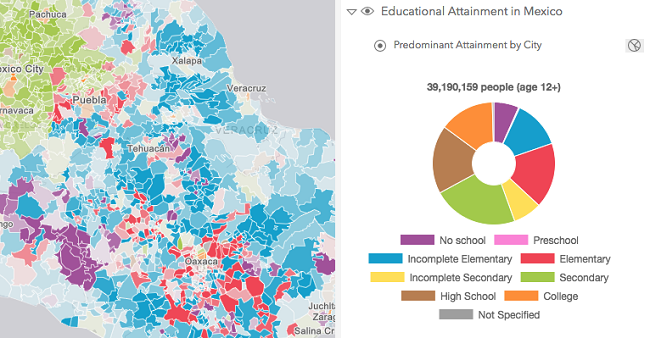 Pachuca
xico City
rnavaca
Puebla
Xalapa
Veracruz
VERACRUZ
Tehuacán
ngo
Oaxaca
Juchit
Zarag
Salina Cr
Educational Attainment in Mexico
Predominant Attainment by City
39,190,159 people (age 12+)
No school Preschool
Incomplete Elementary Elementary
Incomplete Secondary Secondary
High School College
Not Specified